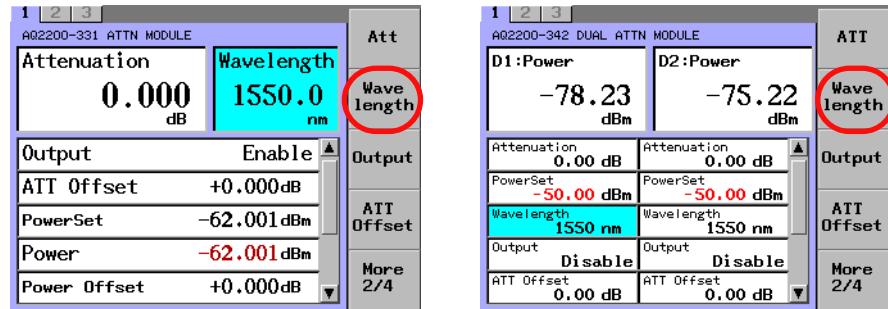 1 2 3
AQ2200-331 ATTN MODULE
Attenuation
0.000
dB
Wavelength
1550.0
nm
Output Enable
ATT Offset +0.000dB
PowerSet -62.001dBm
Power -62.001dBm
Power Offset +0.000dB
Att
Wave
length
Output
ATT
Offset
More
2/4
1 2 3
AQ2200-342 DUAL ATTN MODULE
D1:Power
-78.23
dBm
D2:Power
-75.22
dBm
Attenuation Attenuation
0.00 dB 0.00 dB
PowerSet PowerSet
-50.00 dBm -50.00 dBm
Wavelength Wavelength
1550 nm 1550 nm
Output Output
Disable Disable
ATT Offset ATT Offset
0.00 dB 0.00 dB
ATT
Wave
length
Output
ATT
Offset
More
2/4